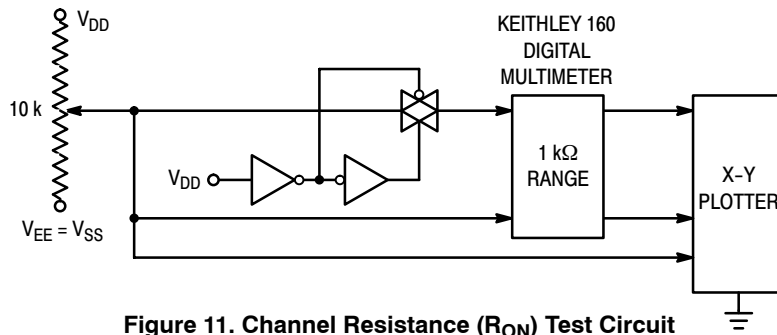 V_DD
10 k
V_EE = V_SS
V_DD
KEITHLEY 160
DIGITAL
MULTIMETER
1 kΩ
RANGE
X-Y
PLOTTER
Figure 11. Channel Resistance (R_ON) Test Circuit